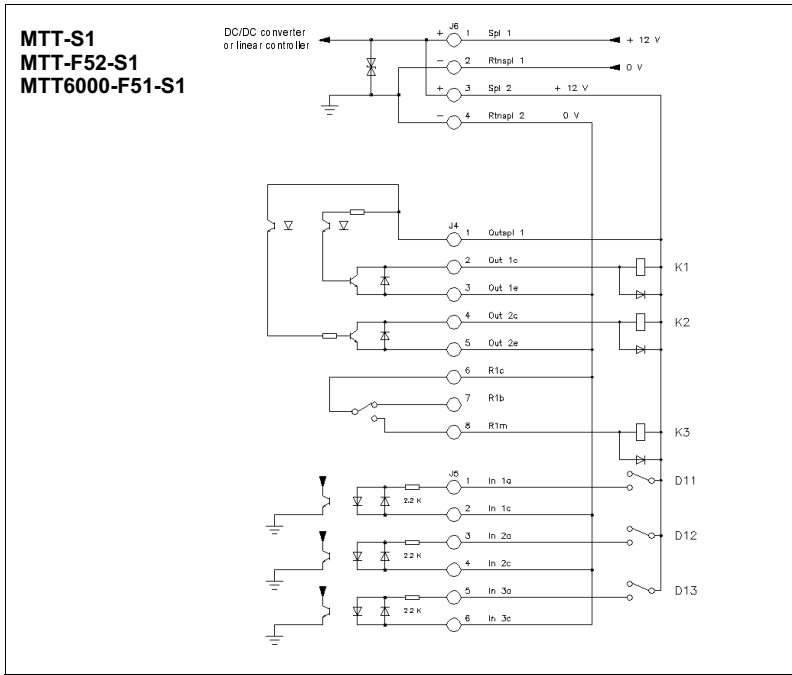 MTT-S1
MTT-F52-S1
MTT6000-F51-S1
DC/DC converter
or linear controller
J6
+ 1 Spl 1 + 12 V
− 2 Rtnspl 1 0 V
+ 3 Spl 2 + 12 V
− 4 Rtnspl 2 0 V
J4
1 Outspl 1
2 Out 1c K1
3 Out 1e
4 Out 2c K2
5 Out 2e
6 R1c
7 R1b
8 R1m K3
J5
2.2 K 1 In 1a D11
2 In 1c
2.2 K 3 In 2a D12
4 In 2c
2.2 K 5 In 3a D13
6 In 3c